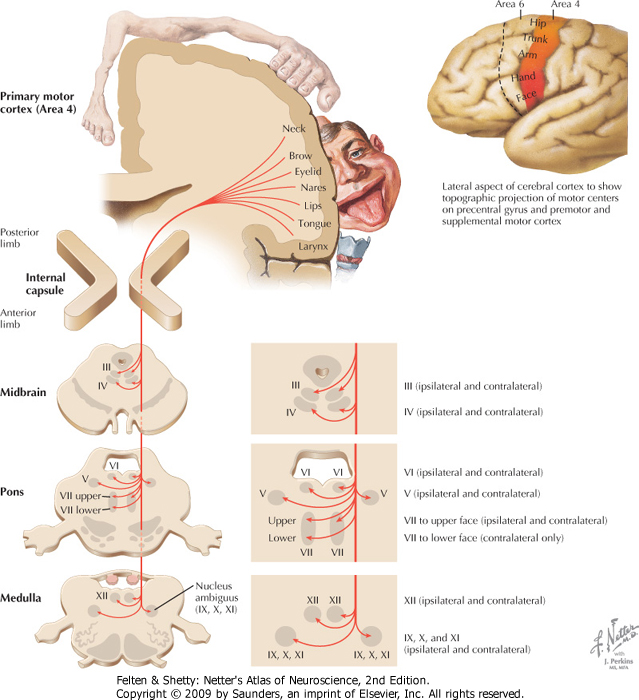 Area 6 Area 4
Hip
Trunk
Arm
Hand
Face
Primary motor
cortex (Area 4)
Neck
Brow
Eyelid
Nares
Lips
Tongue
Larynx
Lateral aspect of cerebral cortex to show
topographic projection of motor centers
on precentral gyrus and premotor and
supplemental motor cortex
Posterior
limb
Internal
capsule
Anterior
limb
Midbrain
III
IV
III
IV
III (ipsilateral and contralateral)
IV (ipsilateral and contralateral)
Pons
VI
V
VII upper
VII lower
VI VI
V V
Upper
Lower
VII VII
VI (ipsilateral and contralateral)
V (ipsilateral and contralateral)
VII to upper face (ipsilateral and contralateral)
VII to lower face (contralateral only)
Medulla
XII
Nucleus
ambiguus
(IX, X, XI)
XII XII
IX, X, XI IX, X, XI
XII (ipsilateral and contralateral)
IX, X, and XI
(ipsilateral and contralateral)
F. Netter
M.D.
with
J. Perkins
MS, MFA
Felten & Shetty: Netter's Atlas of Neuroscience, 2nd Edition.
Copyright © 2009 by Saunders, an imprint of Elsevier, Inc. All rights reserved.